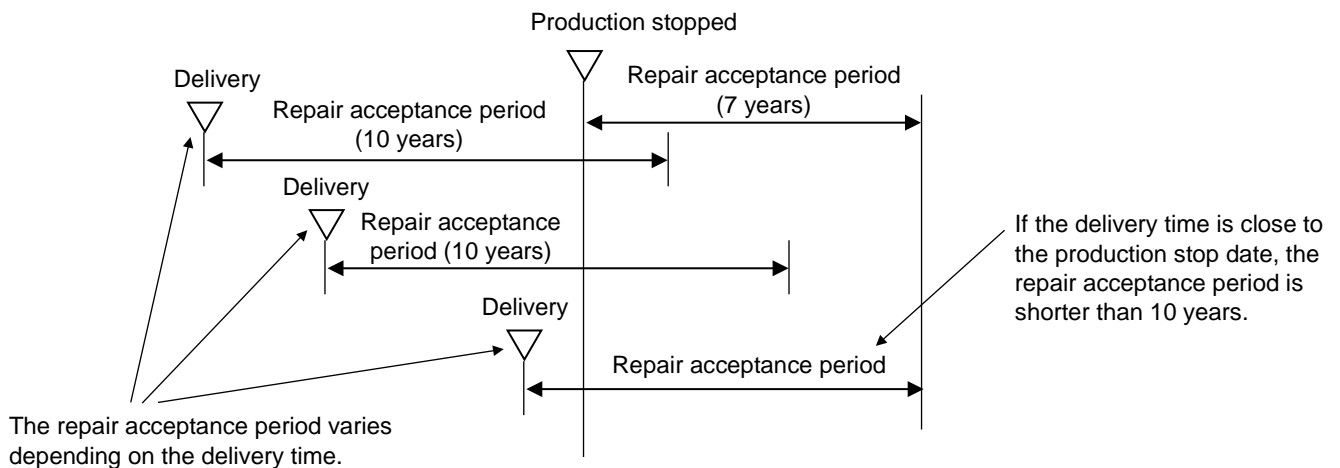 Production stopped
Delivery
Repair acceptance period
(7 years)
Repair acceptance period
(10 years)
Delivery
Repair acceptance
period (10 years)
If the delivery time is close to
the production stop date, the
repair acceptance period is
shorter than 10 years.
Delivery
Repair acceptance period
The repair acceptance period varies
depending on the delivery time.